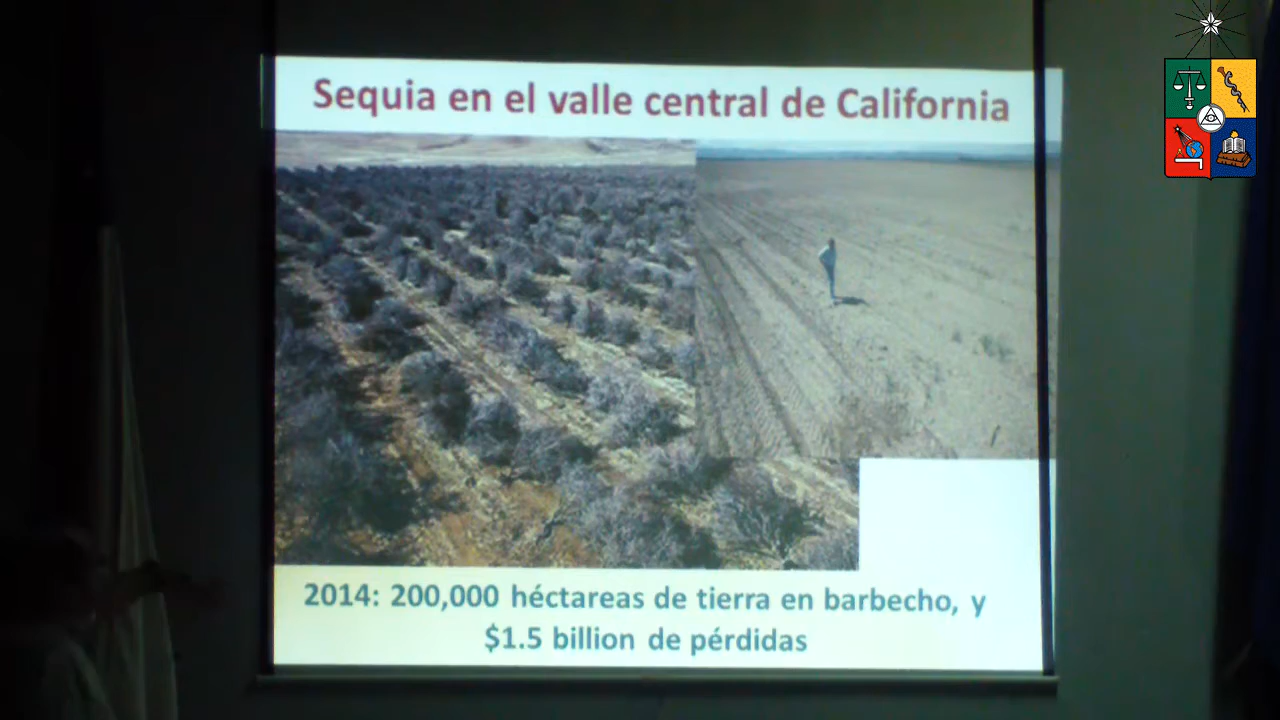 Sequia en el valle central de California
2014: 200,000 héctareas de tierra en barbecho, y
$1.5 billion de pérdidas